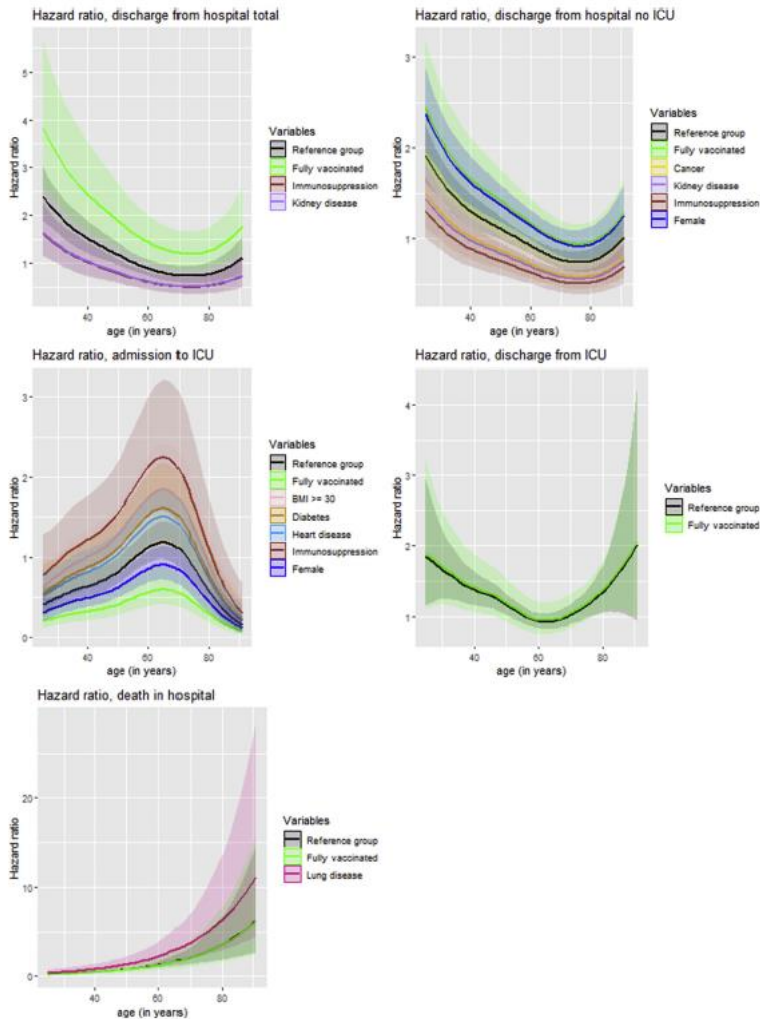 Hazard ratio, discharge from hospital total
Hazard ratio
5
4
3
2
1
40
60
80
age (in years)
Variables
Reference group
Fully vaccinated
Immunosuppression
Kidney disease
Hazard ratio, discharge from hospital no ICU
Hazard ratio
3
2
1
40
60
80
age (in years)
Variables
Reference group
Fully vaccinated
Cancer
Kidney disease
Immunosuppression
Female
Hazard ratio, admission to ICU
Hazard ratio
3
2
1
0
40
60
80
age (in years)
Variables
Reference group
Fully vaccinated
BMI >= 30
Diabetes
Heart disease
Immunosuppression
Female
Hazard ratio, discharge from ICU
Hazard ratio
4
3
2
1
40
60
80
age (in years)
Variables
Reference group
Fully vaccinated
Hazard ratio, death in hospital
Hazard ratio
20
10
0
40
60
80
age (in years)
Variables
Reference group
Fully vaccinated
Lung disease